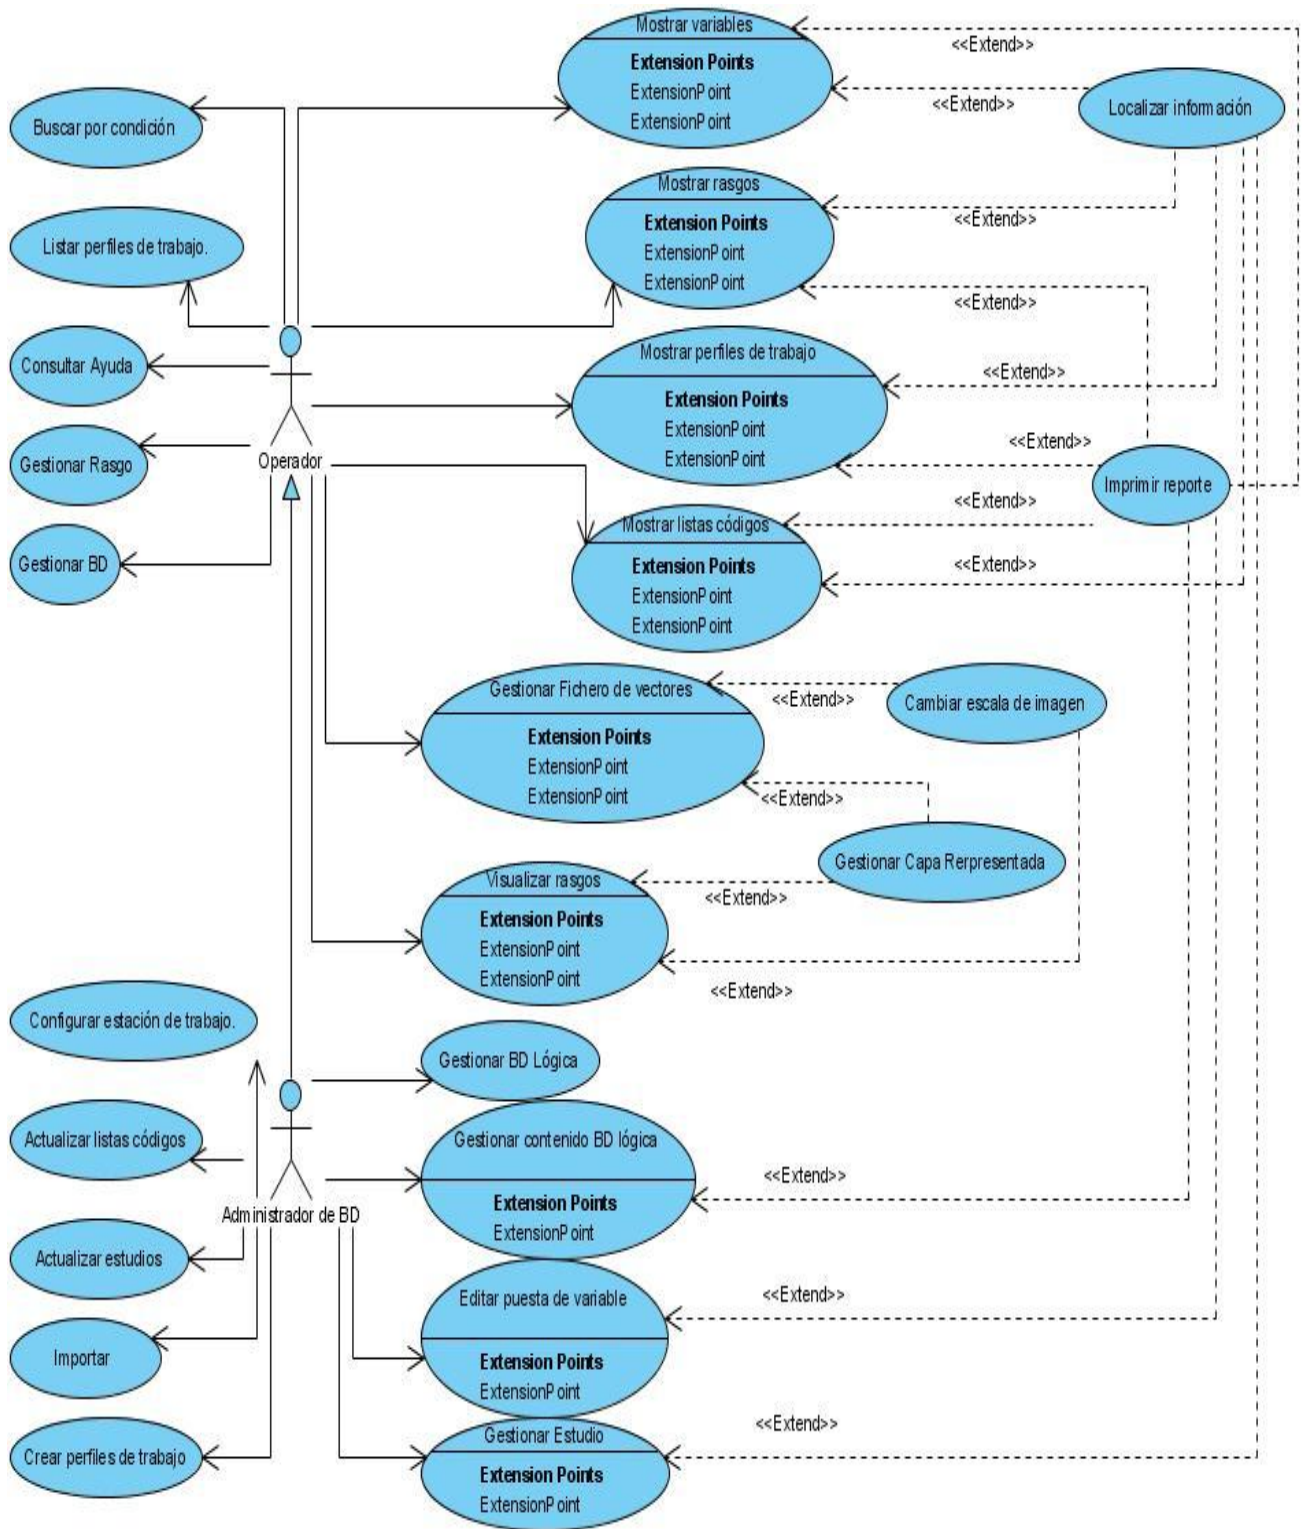 Mostrar variables
Extension Points
ExtensionPoint
ExtensionPoint
<<Extend>>
<<Extend>>
Localizar información
Buscar por condición
Mostrar rasgos
Extension Points
ExtensionPoint
ExtensionPoint
<<Extend>>
<<Extend>>
Listar perfiles de trabajo.
Consultar Ayuda
Mostrar perfiles de trabajo
Extension Points
ExtensionPoint
ExtensionPoint
<<Extend>>
<<Extend>>
Gestionar Rasgo
Operador
Imprimir reporte
Gestionar BD
Mostrar listas códigos
Extension Points
ExtensionPoint
ExtensionPoint
<<Extend>>
<<Extend>>
Gestionar Fichero de vectores
Extension Points
ExtensionPoint
ExtensionPoint
<<Extend>>
Cambiar escala de imagen
<<Extend>>
Gestionar Capa Rerpresentada
Visualizar rasgos
Extension Points
ExtensionPoint
ExtensionPoint
<<Extend>>
<<Extend>>
Configurar estación de trabajo.
Gestionar BD Lógica
Actualizar listas códigos
Gestionar contenido BD lógica
Extension Points
ExtensionPoint
<<Extend>>
Administrador de BD
Actualizar estudios
Editar puesta de variable
Extension Points
ExtensionPoint
<<Extend>>
Importar
Crear perfiles de trabajo
Gestionar Estudio
Extension Points
ExtensionPoint
<<Extend>>